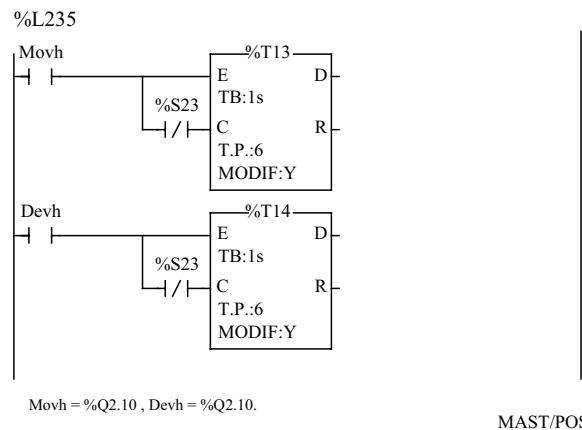 %L235
Movh
%T13
E D
TB:1s
%S23
C R
T.P.:6
MODIF:Y
Devh
%T14
E D
TB:1s
%S23
C R
T.P.:6
MODIF:Y
Movh = %Q2.10 , Devh = %Q2.10.
MAST/POS